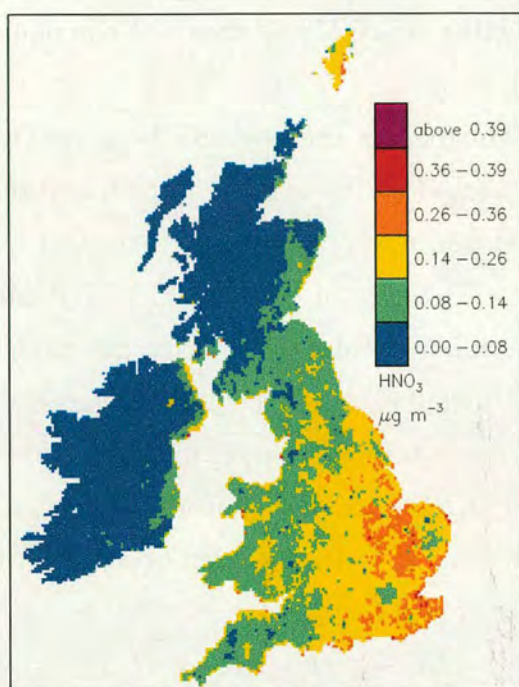 above 0.39
0.36 – 0.39
0.26 – 0.36
0.14 – 0.26
0.08 – 0.14
0.00 – 0.08
HNO₃
μg m⁻³